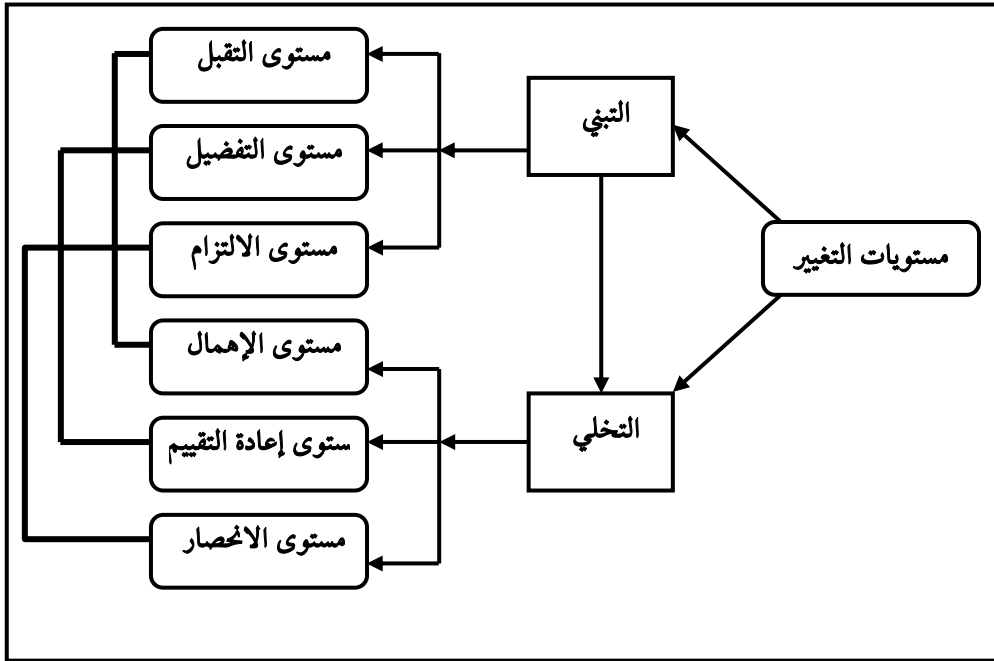 مستويات التغيير
التبني
مستوى التقبل
مستوى التفضيل
مستوى الالتزام
التخلي
مستوى الإهمال
ستوى إعادة التقييم
مستوى الانحصار